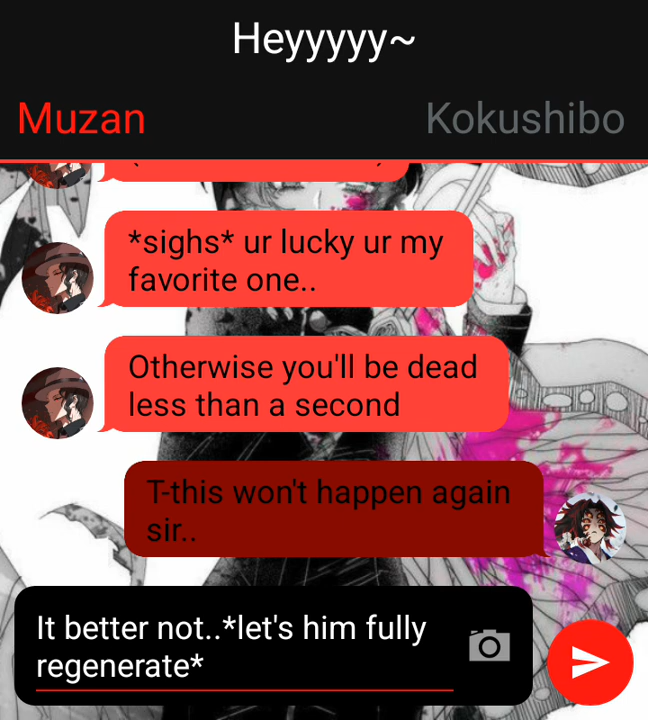 Heyyyyy~
Muzan
Kokushibo
*sighs* ur lucky ur my
favorite one..
Otherwise you'll be dead
less than a second
T-this won't happen again
sir..
It better not..*let's him fully
regenerate*